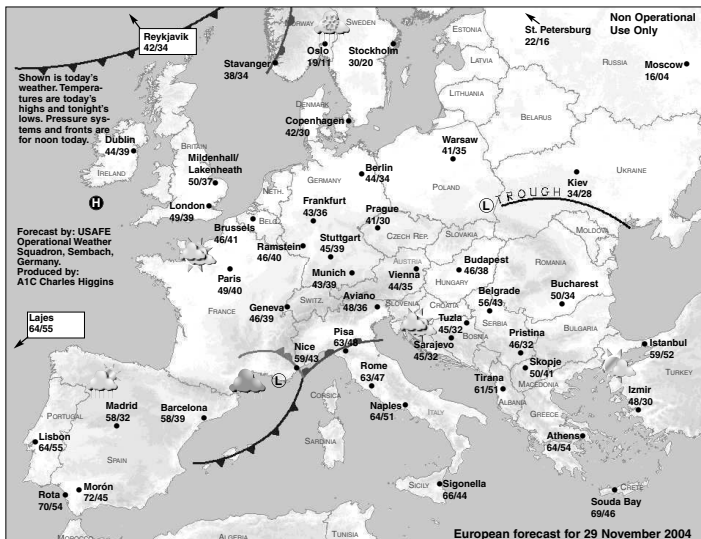 Reykjavik
42/34
NORWAY
SWEDEN
ESTONIA
St. Petersburg
22/16
Non Operational
Use Only
Oslo
19/11
Stockholm
30/20
Stavanger
38/34
LATVIA
RUSSIA
Moscow
16/04
Shown is today's
weather. Tempera-
tures are today's
highs and tonight's
lows. Pressure sys-
tems and fronts are
for noon today.
LITHUANIA
DENMARK
Copenhagen
42/30
BELARUS
Dublin
44/39
BRITAIN
IRELAND
Mildenhall/
Lakenheath
50/37
Warsaw
41/35
POLAND
Berlin
44/34
GERMANY
NETH.
UKRAINE
Kiev
34/28
H
London
49/39
BELG.
Brussels
46/41
Frankfurt
43/36
Prague
41/30
L
TROUGH
Forecast by: USAFE
Operational Weather
Squadron, Sembach,
Germany.
Produced by:
A1C Charles Higgins
Ramstein
46/40
Stuttgart
45/39
CZECH REP.
SLOVAKIA
MOLDOVA
Paris
49/40
Munich
43/39
AUSTRIA
Vienna
44/35
Budapest
46/38
HUNGARY
ROMANIA
FRANCE
Geneva
46/39
SWITZ.
Aviano
48/36
SLOVENIA
CROATIA
Belgrade
56/43
SERBIA
Bucharest
50/34
Lajes
64/55
Tuzla
45/32
BOSNIA
Sarajevo
45/32
Pristina
46/32
BULGARIA
Nice
59/43
Pisa
63/48
L
Rome
63/47
Skopje
50/41
MACEDONIA
Istanbul
59/52
TURKEY
Tirana
61/51
ALBANIA
GREECE
Izmir
48/30
PORTUGAL
Madrid
58/32
Barcelona
58/39
CORSICA
Naples
64/51
ITALY
Lisbon
64/55
SPAIN
SARDINIA
Athens
64/54
Morón
72/45
Rota
70/54
SICILY
Sigonella
66/44
CRETE
Souda Bay
69/46
MOROCCO
ALGERIA
TUNISIA
European forecast for 29 November 2004